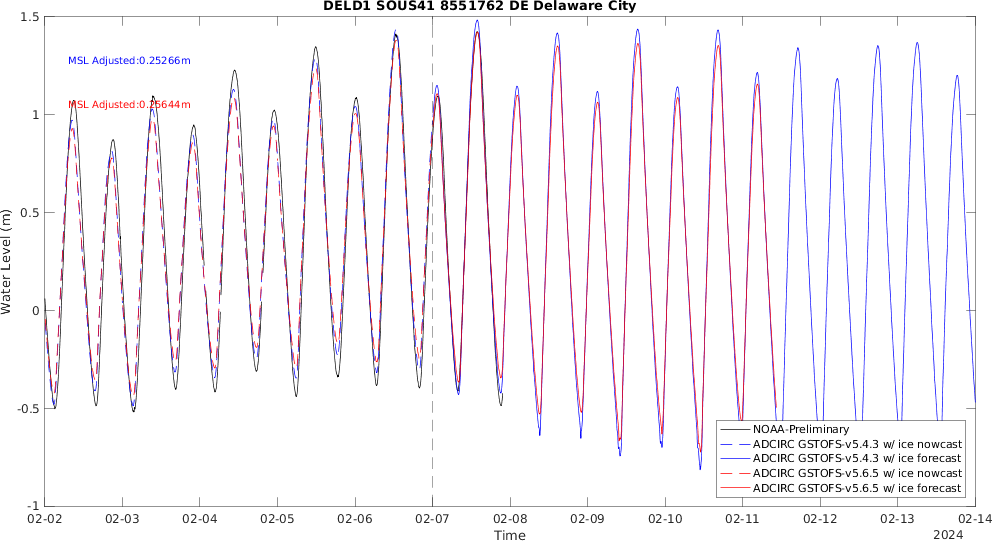 DELD1 SOUS41 8551762 DE Delaware City
1.5
MSL Adjusted:0.25266m
MSL Adjusted:0.25644m
1
0.5
Water Level (m)
0
-0.5
NOAA-Preliminary
ADCIRC GSTOFS-v5.4.3 w/ ice nowcast
ADCIRC GSTOFS-v5.4.3 w/ ice forecast
ADCIRC GSTOFS-v5.6.5 w/ ice nowcast
ADCIRC GSTOFS-v5.6.5 w/ ice forecast
-1
02-02 02-03 02-04 02-05 02-06 02-07 02-08 02-09 02-10 02-11 02-12 02-13 02-14
Time
2024